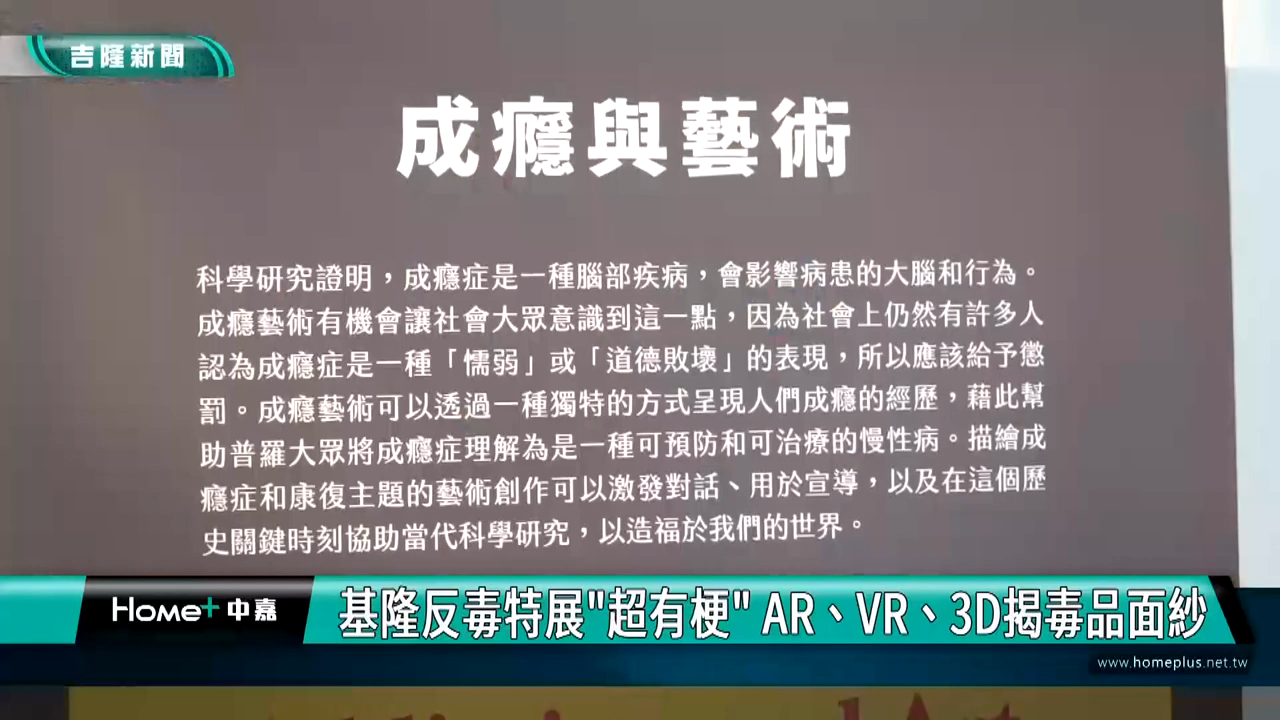 吉隆新聞
成癮與藝術
科學研究證明，成癮症是一種腦部疾病，會影響病患的大腦和行為。
成癮藝術有機會讓社會大眾意識到這一點，因為社會上仍然有許多人
認為成癮症是一種「懦弱」或「道德敗壞」的表現，所以應該給予懲
罰。成癮藝術可以透過一種獨特的方式呈現人們成癮的經歷，藉此幫
助普羅大眾將成癮症理解為是一種可預防和可治療的慢性病。描繪成
癮症和康復主題的藝術創作可以激發對話、用於宣導，以及在這個歷
史關鍵時刻協助當代科學研究，以造福於我們的世界。
Home+中嘉
基隆反毒特展"超有梗" AR、VR、3D揭毒品面紗
www.homeplus.net.tw